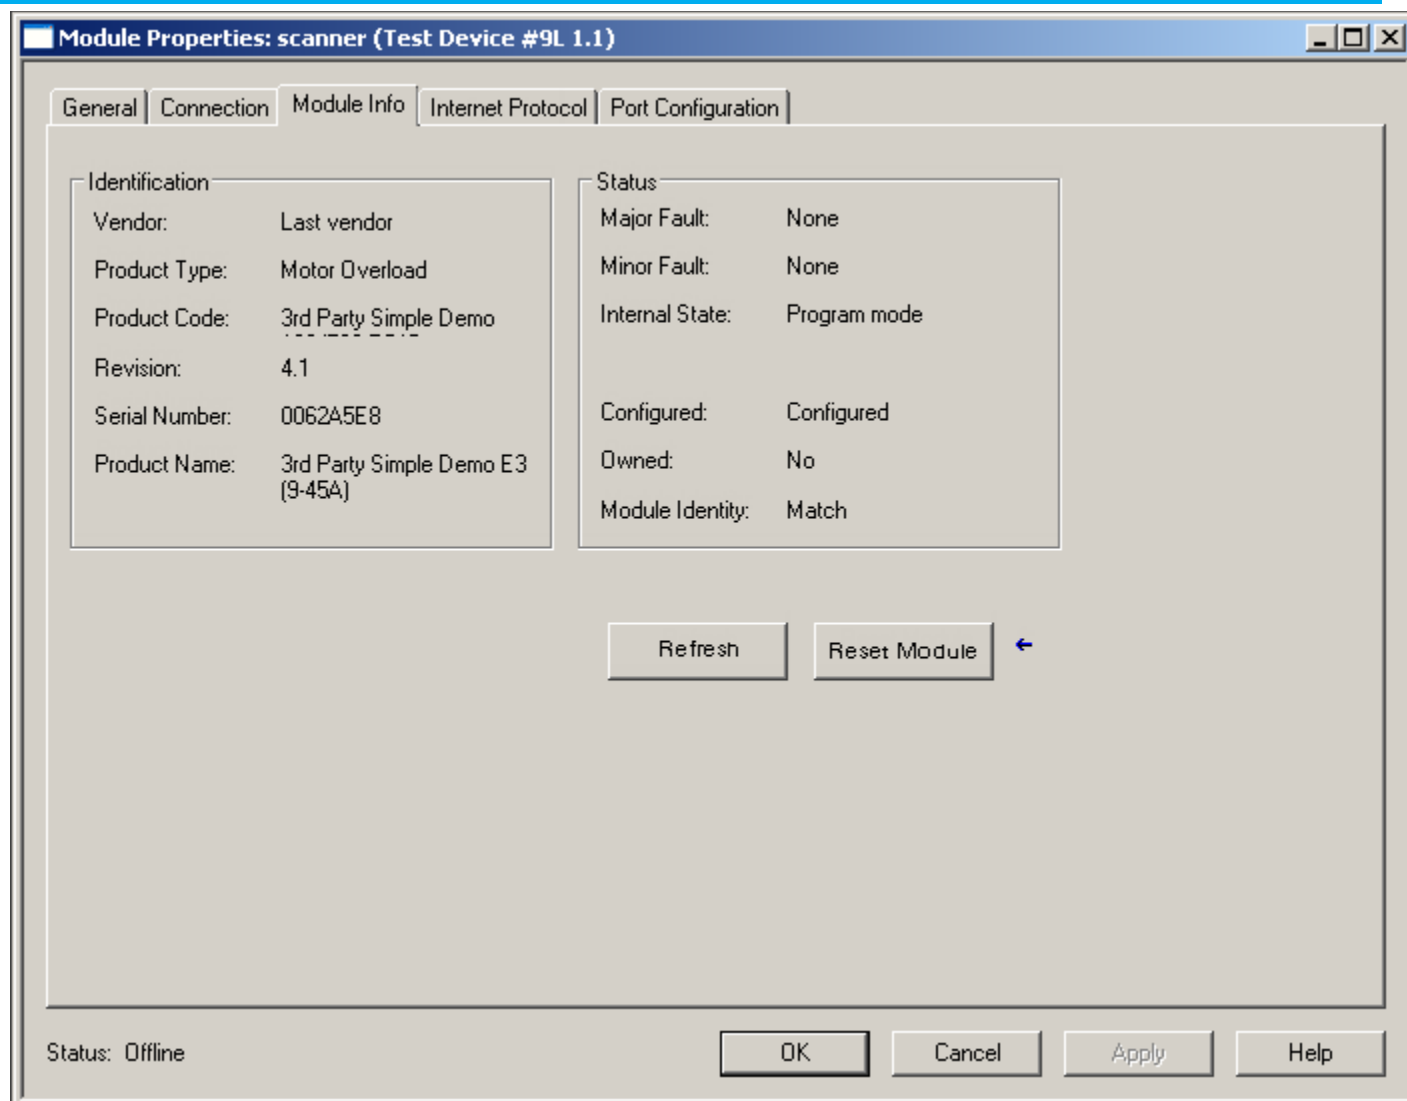 Module Properties: scanner (Test Device #9L 1.1)
General Connection Module Info Internet Protocol Port Configuration
Identification
Vendor: Last vendor
Product Type: Motor Overload
Product Code: 3rd Party Simple Demo
Revision: 4.1
Serial Number: 0062A5E8
Product Name: 3rd Party Simple Demo E3
(9-45A)
Status
Major Fault: None
Minor Fault: None
Internal State: Program mode
Configured: Configured
Owned: No
Module Identity: Match
Refresh Reset Module ←
Status: Offline
OK Cancel Apply Help